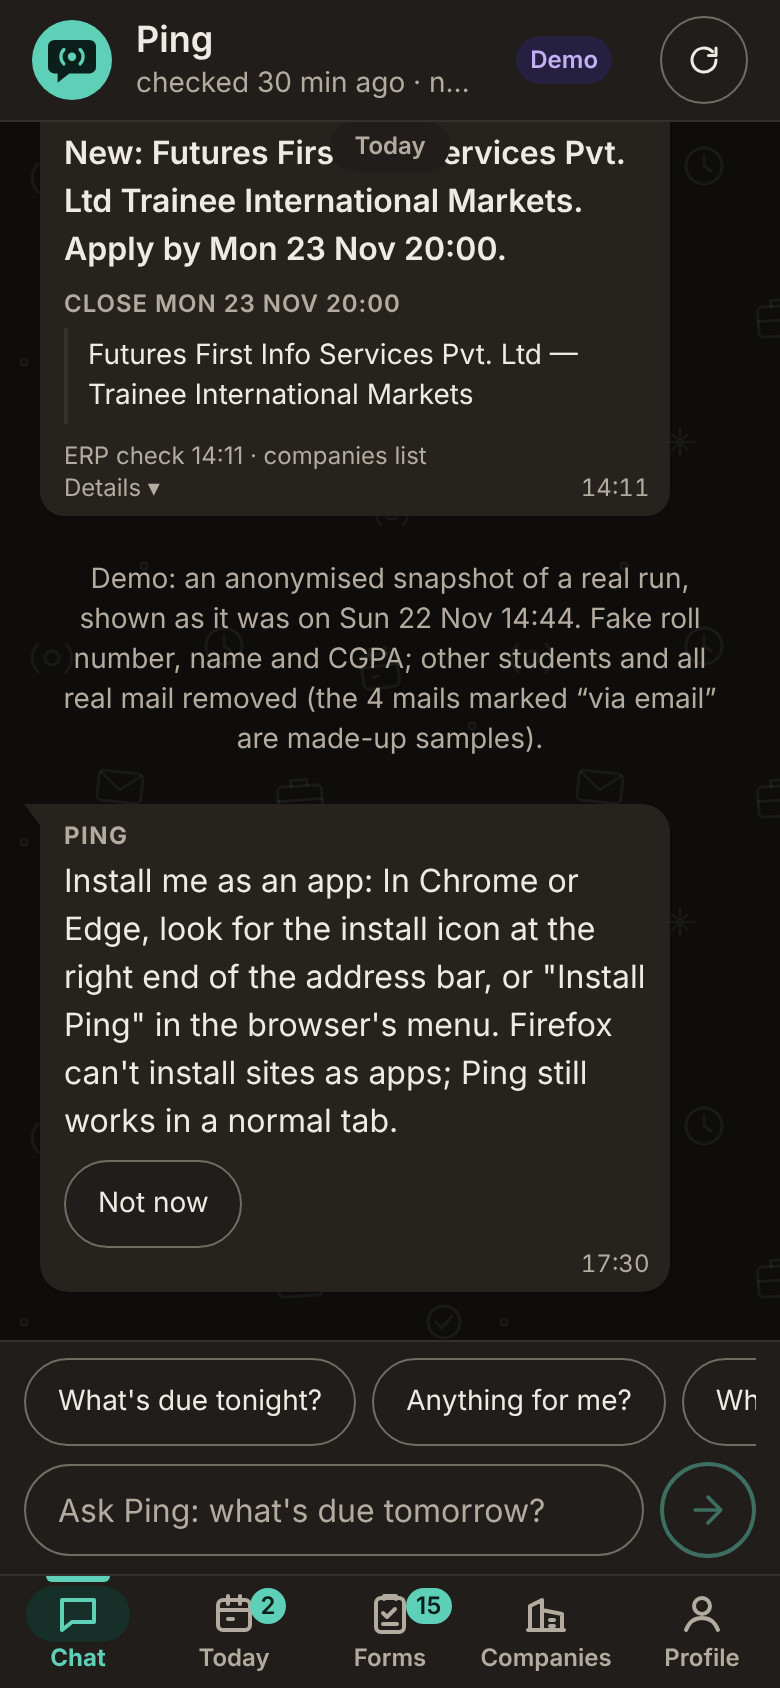 Ping
checked 30 min ago · n...
Demo
Today
New: Futures Firs ervices Pvt.
Ltd Trainee International Markets.
Apply by Mon 23 Nov 20:00.
CLOSE MON 23 NOV 20:00
Futures First Info Services Pvt. Ltd —
Trainee International Markets
ERP check 14:11 · companies list
Details ▾
14:11
Demo: an anonymised snapshot of a real run,
shown as it was on Sun 22 Nov 14:44. Fake roll
number, name and CGPA; other students and all
real mail removed (the 4 mails marked “via email”
are made-up samples).
PING
Install me as an app: In Chrome or
Edge, look for the install icon at the
right end of the address bar, or "Install
Ping" in the browser's menu. Firefox
can't install sites as apps; Ping still
works in a normal tab.
Not now
17:30
What's due tonight?
Anything for me?
Wh
Ask Ping: what's due tomorrow?
2
15
Chat
Today
Forms
Companies
Profile